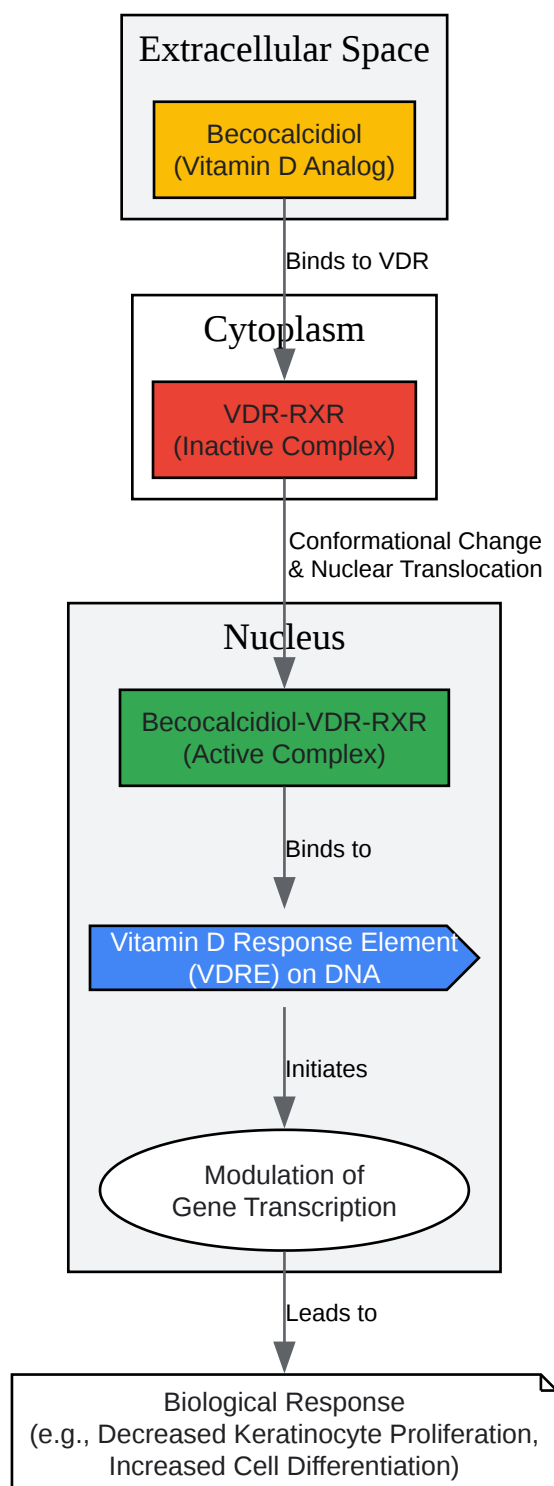 Extracellular Space
Becocalcidiol
(Vitamin D Analog)
Binds to VDR
Cytoplasm
VDR-RXR
(Inactive Complex)
Conformational Change
& Nuclear Translocation
Nucleus
Becocalcidiol-VDR-RXR
(Active Complex)
Binds to
Vitamin D Response Element
(VDRE) on DNA
Initiates
Modulation of
Gene Transcription
Leads to
Biological Response
(e.g., Decreased Keratinocyte Proliferation,
Increased Cell Differentiation)